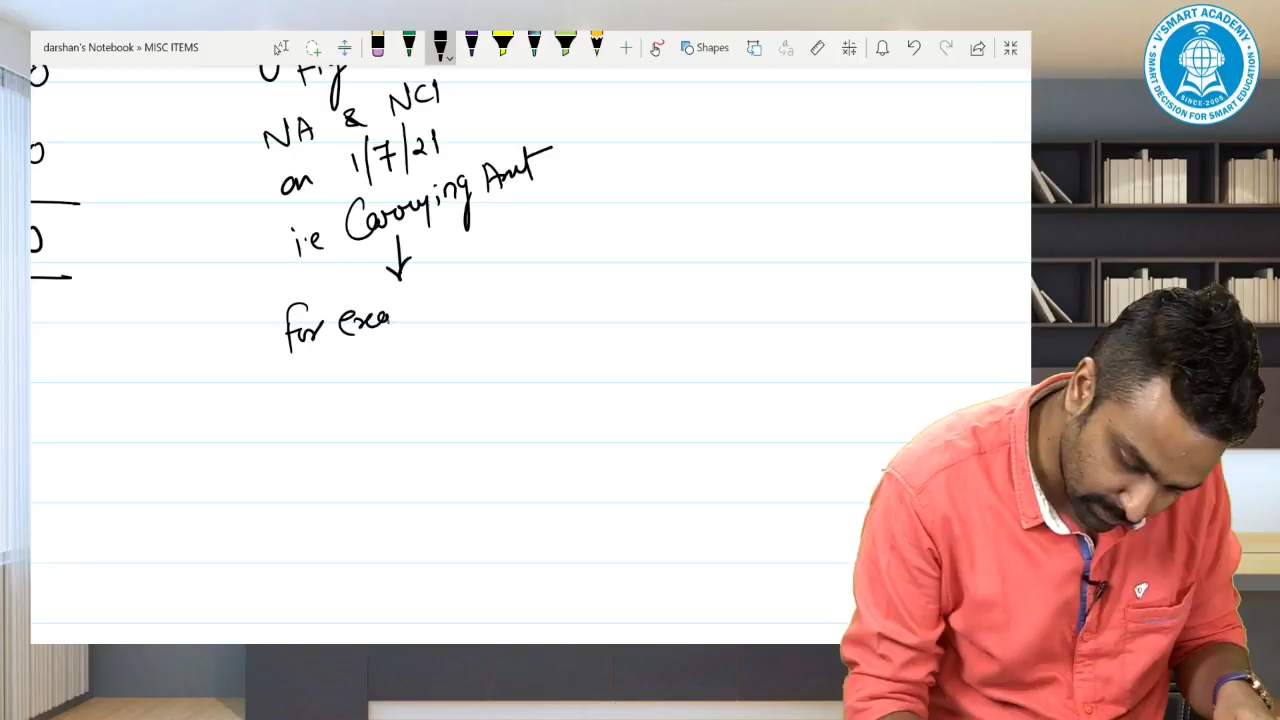 darshan's Notebook » MISC ITEMS
Shapes
V'SMART ACADEMY
SMART DECISION FOR SMART EDUCATION
SINCE-2005
NA & NCI
on 1/7/21
i.e Carrying Amt
for exa